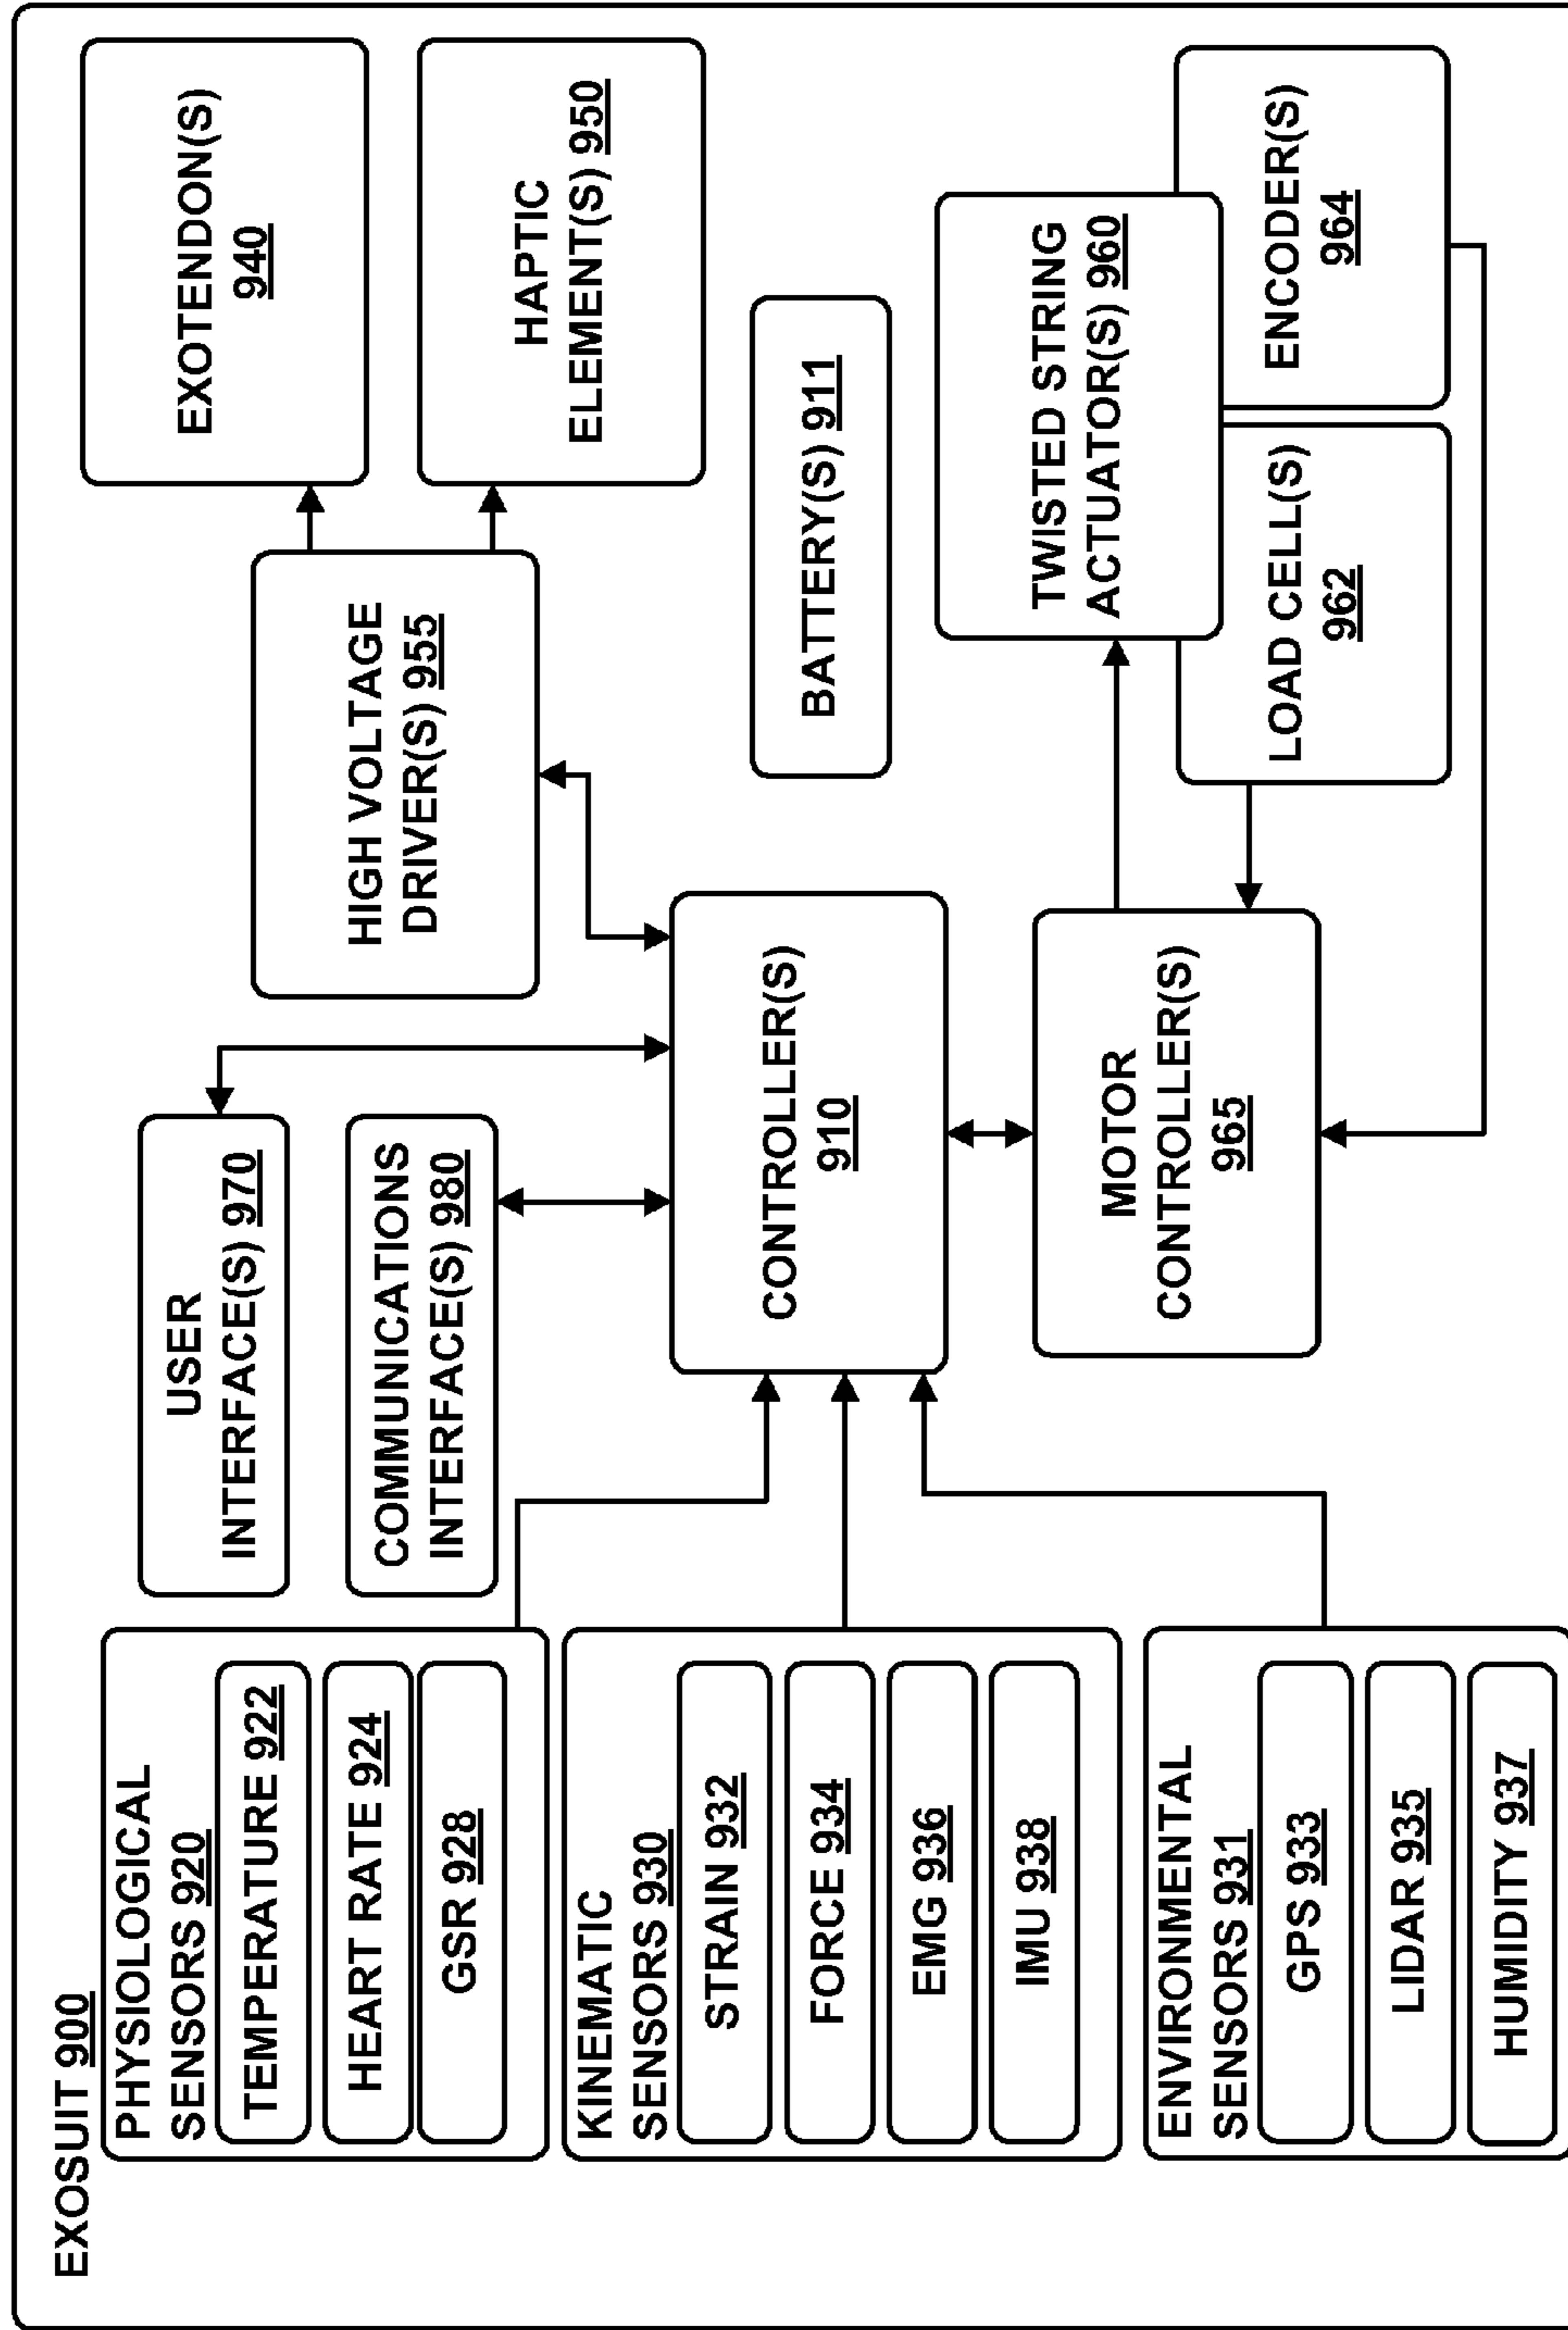 EXOSUIT 900
PHYSIOLOGICAL
SENSORS 920
TEMPERATURE 922
HEART RATE 924
GSR 928
KINEMATIC
SENSORS 930
STRAIN 932
FORCE 934
EMG 936
IMU 938
ENVIRONMENTAL
SENSORS 931
GPS 933
LIDAR 935
HUMIDITY 937
USER
INTERFACE(S) 970
COMMUNICATIONS
INTERFACE(S) 980
CONTROLLER(S)
910
MOTOR
CONTROLLER(S)
965
HIGH VOLTAGE
DRIVER(S) 955
EXOTENDON(S)
940
HAPTIC
ELEMENT(S) 950
BATTERY(S) 911
TWISTED STRING
ACTUATOR(S) 960
LOAD CELL(S)
962
ENCODER(S)
964